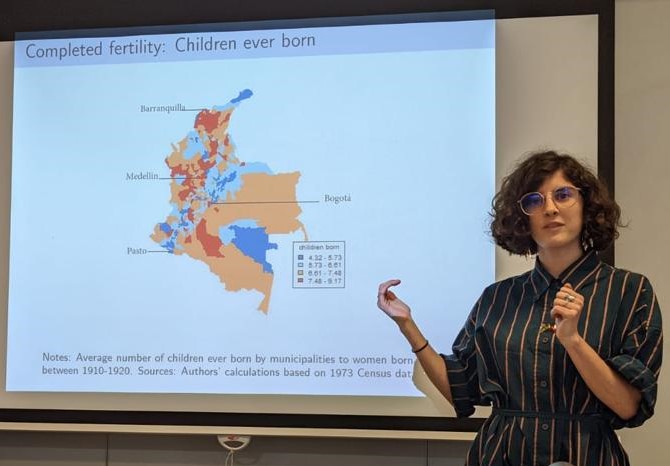 Completed fertility: Children ever born
Barranquilla
Medellin
Bogotá
Pasto
children born
4.32 - 5.73
5.73 - 6.61
6.61 - 7.48
7.48 - 9.17
Notes: Average number of children ever born by municipalities to women born
between 1910-1920. Sources: Authors' calculations based on 1973 Census dat